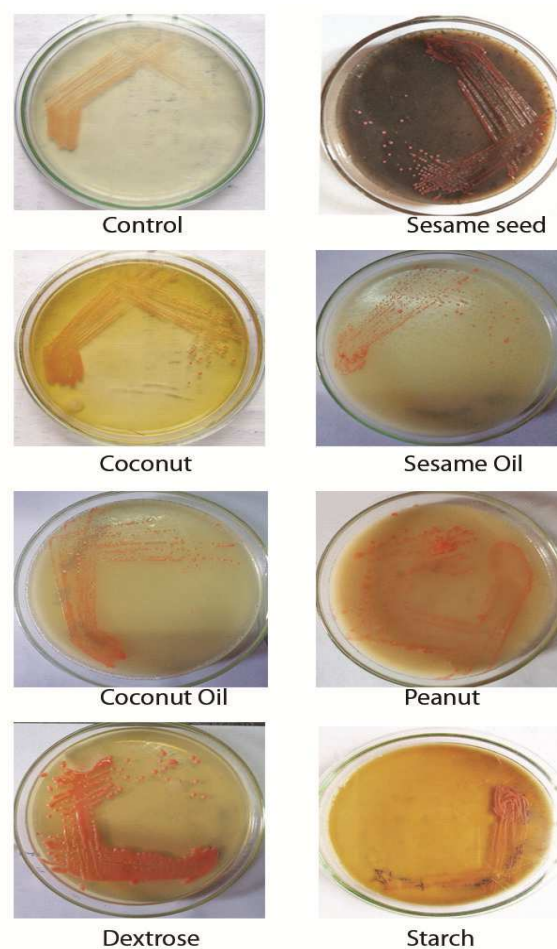 Control
Sesame seed
Coconut
Sesame Oil
Coconut Oil
Peanut
Dextrose
Starch